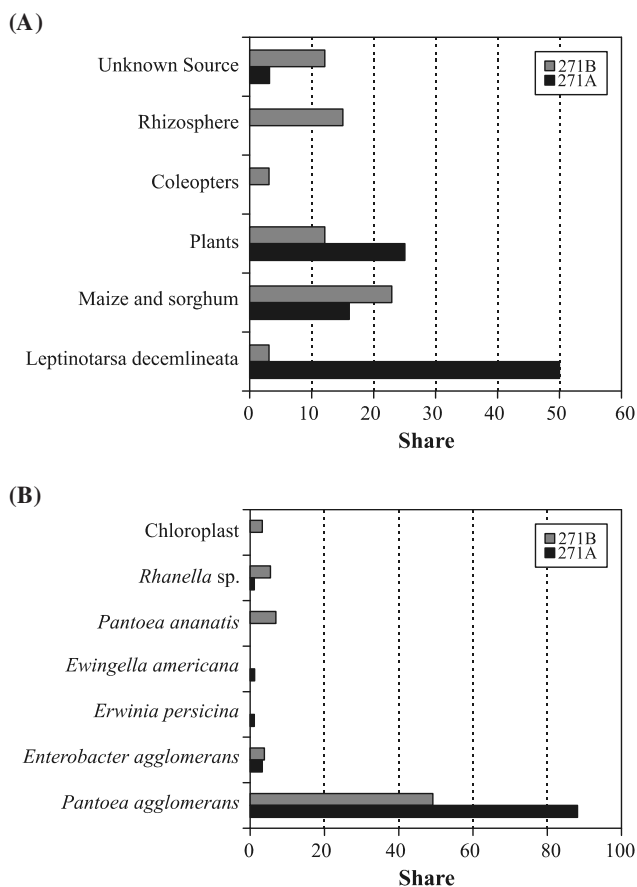 (A)
Unknown Source
Rhizosphere
Coleopters
Plants
Maize and sorghum
Leptinotarsa decemlineata
271B
271A
0 10 20 30 40 50 60
Share
(B)
Chloroplast
Rhanella sp.
Pantoea ananatis
Ewingella americana
Erwinia persicina
Enterobacter agglomerans
Pantoea agglomerans
271B
271A
0 20 40 60 80 100
Share